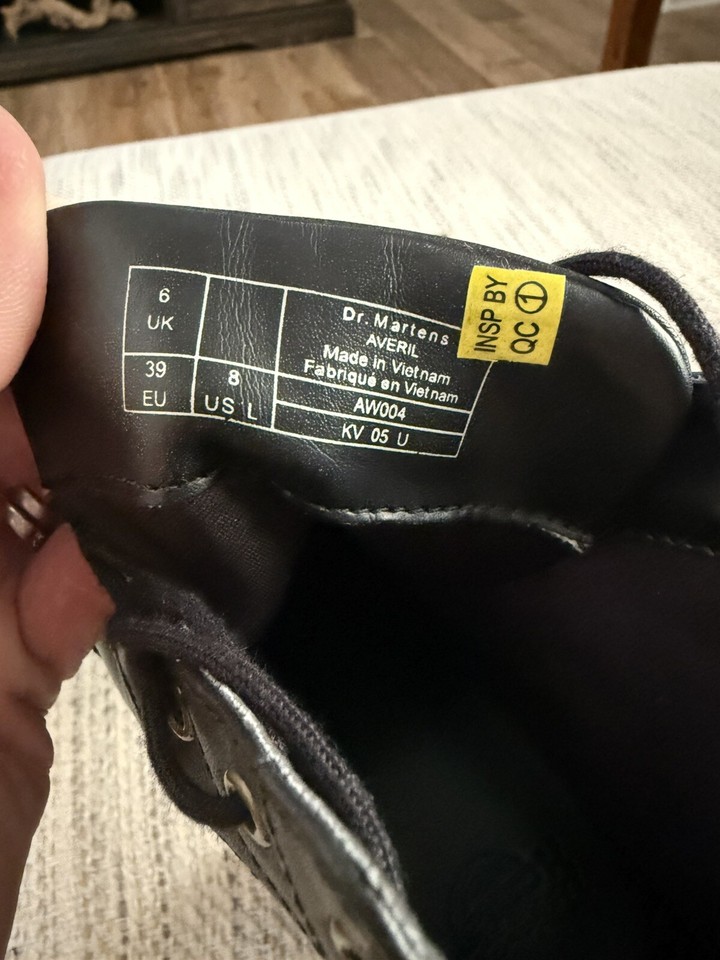 6
UK
39
EU
8
US L
Dr. Martens
AVERIL
Made in Vietnam
Fabriqué en Vietnam
AW004
KV 05 U
INSP BY
QC 1